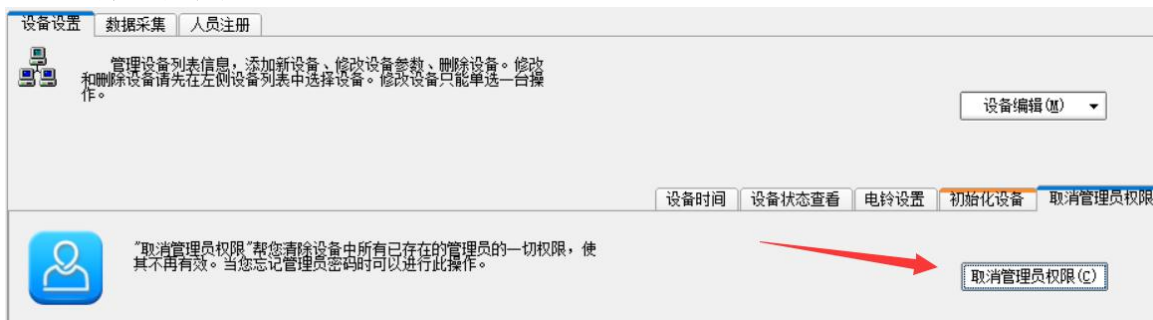 设备设置 数据采集 人员注册
管理设备列表信息，添加新设备、修改设备参数、删除设备。修改
和删除设备请先在左侧设备列表中选择设备。修改设备只能单选一台操
作。
设备编辑(M)
设备时间 设备状态查看 电铃设置 初始化设备 取消管理员权限
"取消管理员权限"帮您清除设备中所有已存在的管理员的一切权限，使
其不再有效。当您忘记管理员密码时可以进行此操作。
取消管理员权限(C)